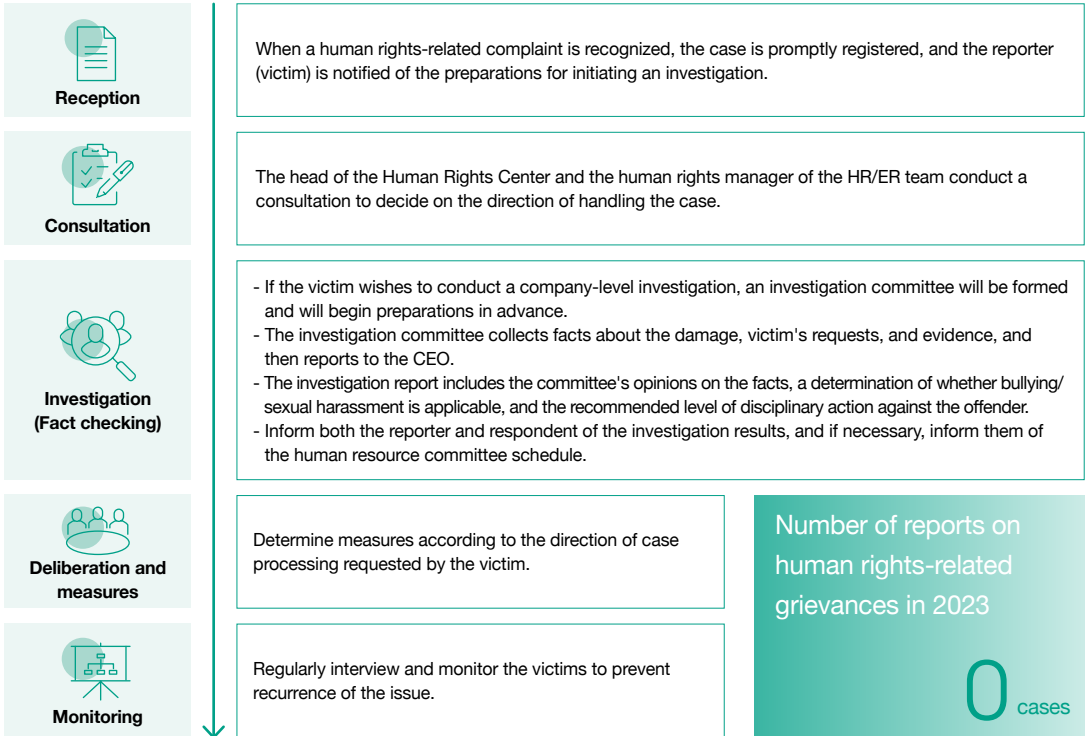 Reception
When a human rights-related complaint is recognized, the case is promptly registered, and the reporter
(victim) is notified of the preparations for initiating an investigation.
Consultation
The head of the Human Rights Center and the human rights manager of the HR/ER team conduct a
consultation to decide on the direction of handling the case.
Investigation
(Fact checking)
- If the victim wishes to conduct a company-level investigation, an investigation committee will be formed
and will begin preparations in advance.
- The investigation committee collects facts about the damage, victim's requests, and evidence, and
then reports to the CEO.
- The investigation report includes the committee's opinions on the facts, a determination of whether bullying/
sexual harassment is applicable, and the recommended level of disciplinary action against the offender.
- Inform both the reporter and respondent of the investigation results, and if necessary, inform them of
the human resource committee schedule.
Deliberation and
measures
Determine measures according to the direction of case
processing requested by the victim.
Monitoring
Regularly interview and monitor the victims to prevent
recurrence of the issue.
Number of reports on
human rights-related
grievances in 2023
0 cases